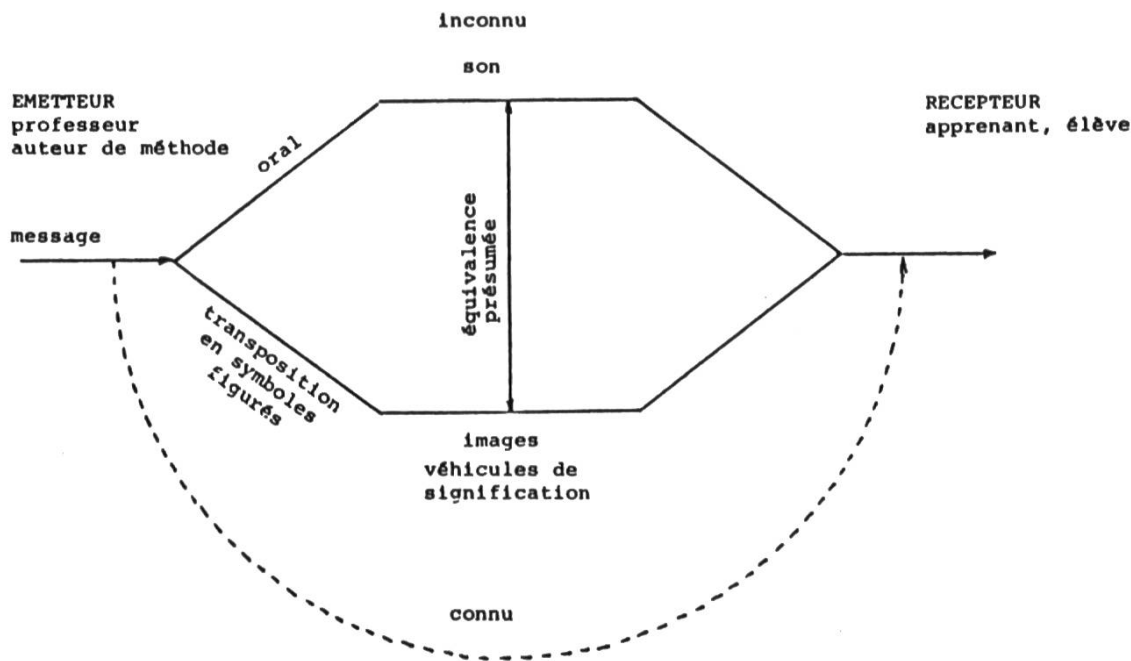 inconnu
son
EMETTEUR
professeur
auteur de méthode
RECEPTEUR
apprenant, élève
oral
message
équivalence
présumée
transposition
en symboles
figurés
images
véhicules de
signification
connu